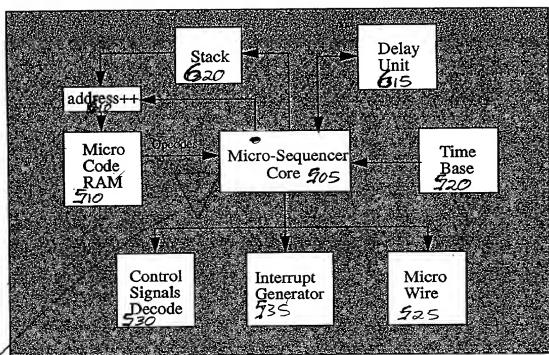 Stack
620
Delay
Unit
615
address++
610
Micro
Code
RAM
510
Micro-Sequencer
Core 505
Time
Base
520
Control
Signals
Decode
530
Interrupt
Generator
535
Micro
Wire
525